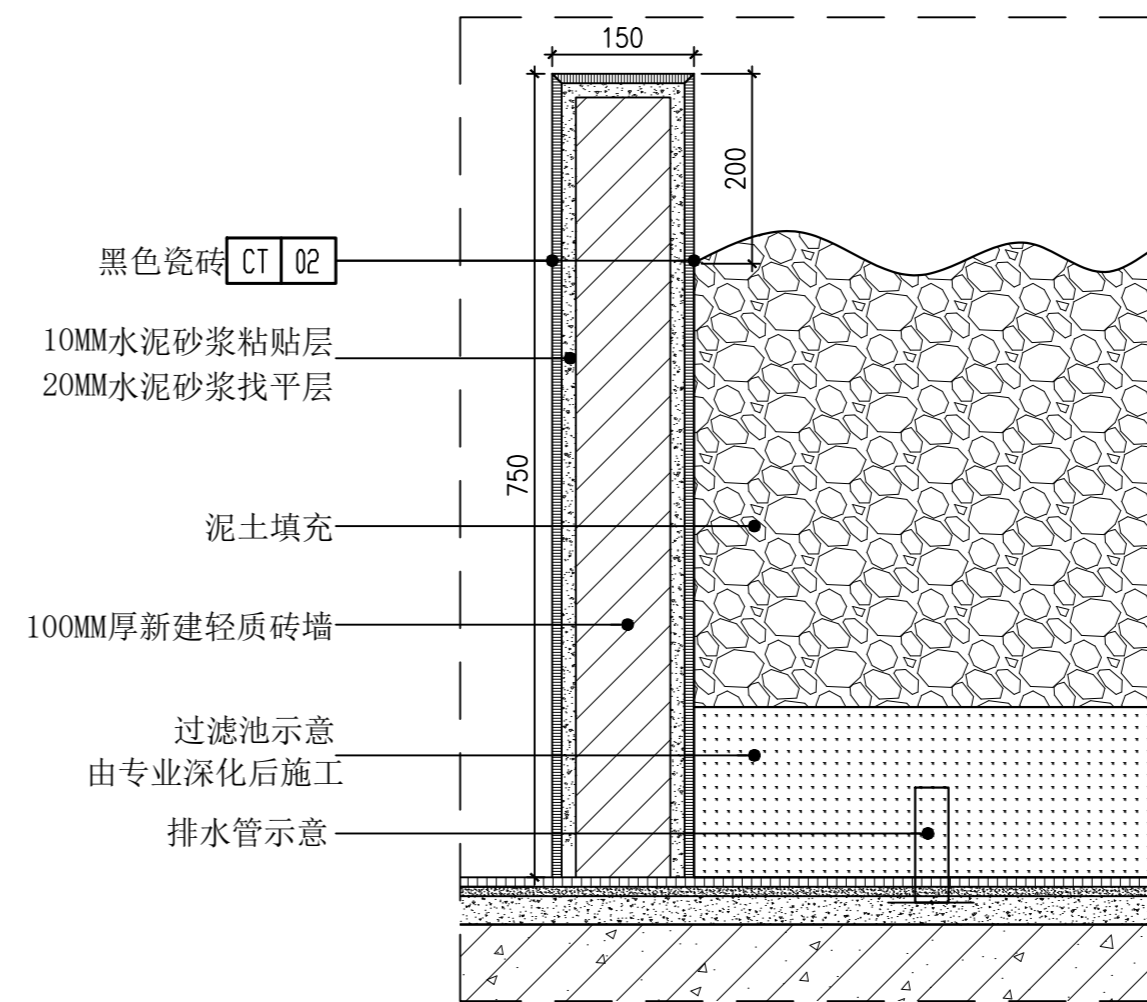 150
200
黑色瓷砖 CT 02
10MM水泥砂浆粘贴层
20MM水泥砂浆找平层
750
泥土填充
100MM厚新建轻质砖墙
过滤池示意
由专业深化后施工
排水管示意